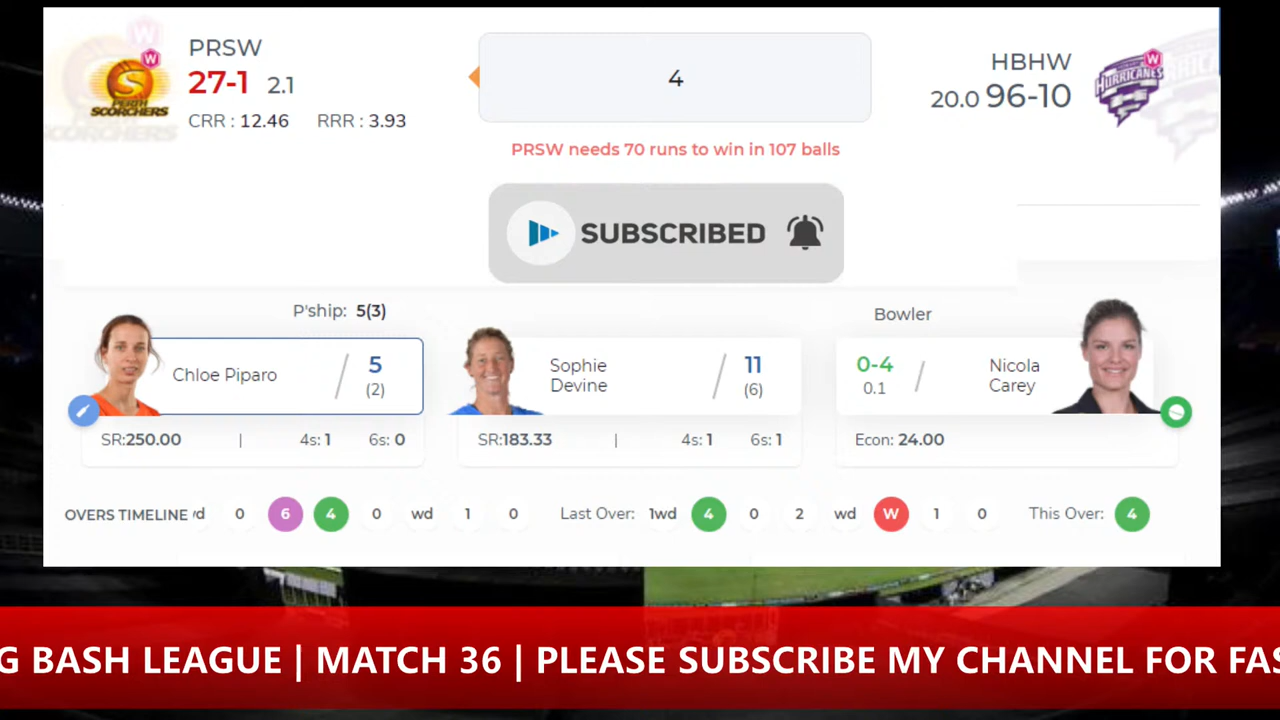 PRSW
27-1 2.1
CRR : 12.46 RRR : 3.93
W
PERTH
SCORCHERS
4
PRSW needs 70 runs to win in 107 balls
HBHW
20.0 96-10
W
HURRICANES
SUBSCRIBED
P'ship: 5(3)
Bowler
Chloe Piparo
5
(2)
Sophie
Devine
11
(6)
0-4
0.1
Nicola
Carey
SR:250.00 | 4s: 1 6s: 0
SR:183.33 | 4s: 1 6s: 1
Econ: 24.00
OVERS TIMELINE d 0 6 4 0 wd 1 0 Last Over: 1wd 4 0 2 wd W 1 0 This Over: 4
G BASH LEAGUE | MATCH 36 | PLEASE SUBSCRIBE MY CHANNEL FOR FAS